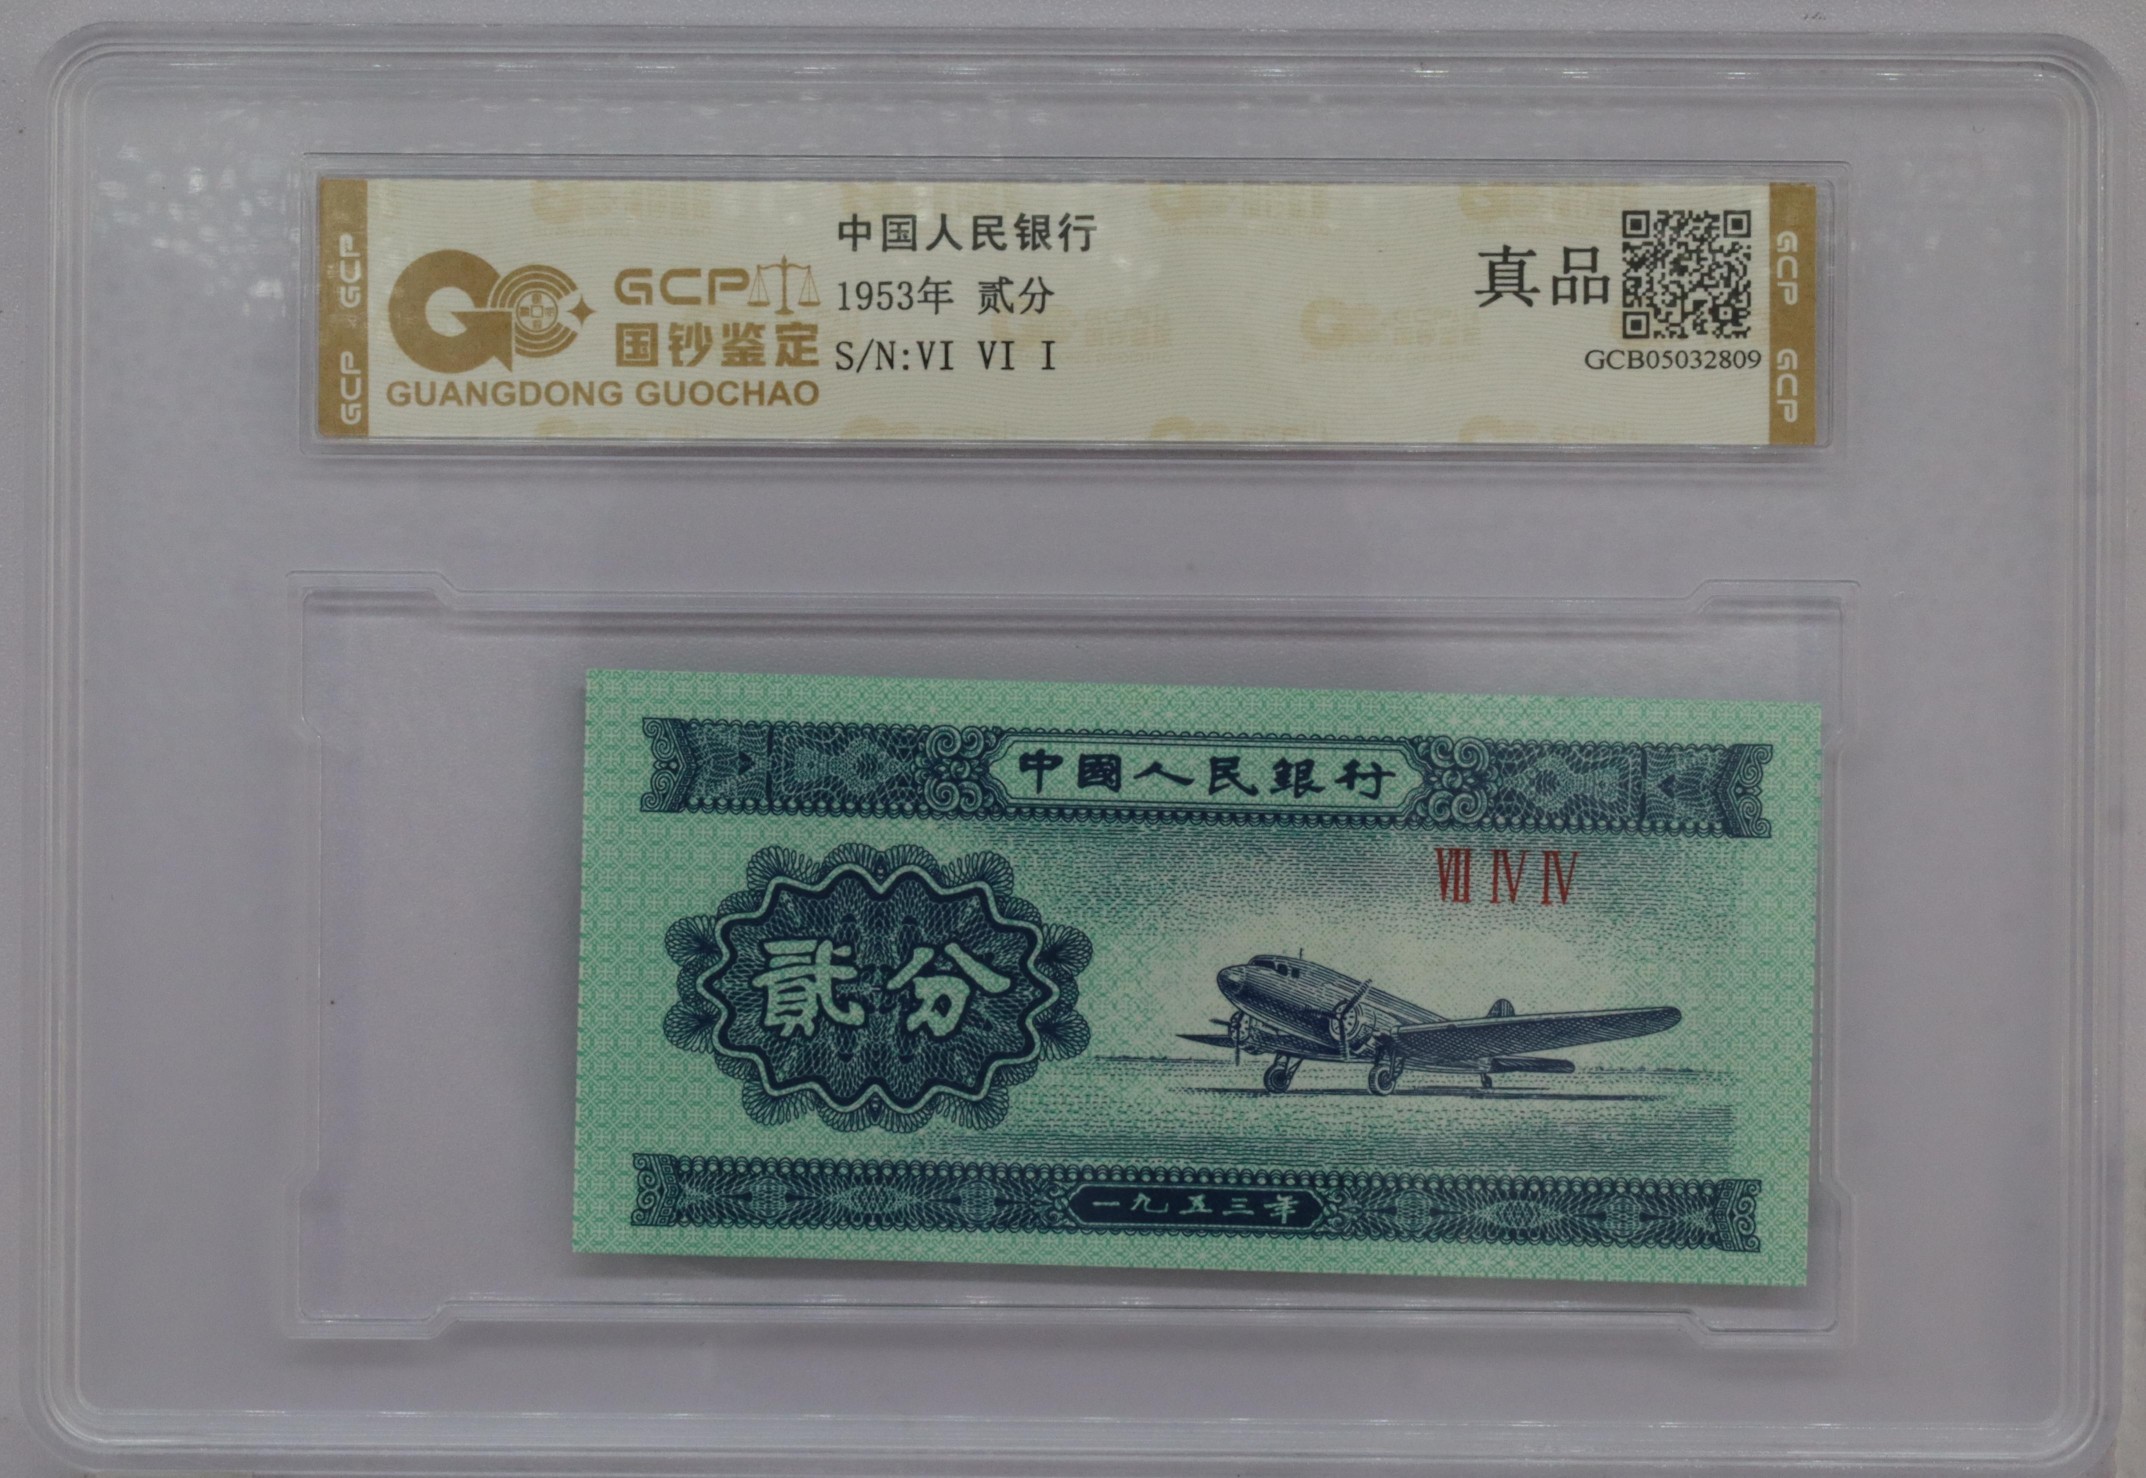 中国人民银行
1953年 贰分
S/N:VI VI I
GCP
国钞鉴定
GUANGDONG GUOCHAO
真品
GCB05032809
GCP GCP
GCP GCP
中國人民銀行
VIII IV IV
貳分
一九五三年